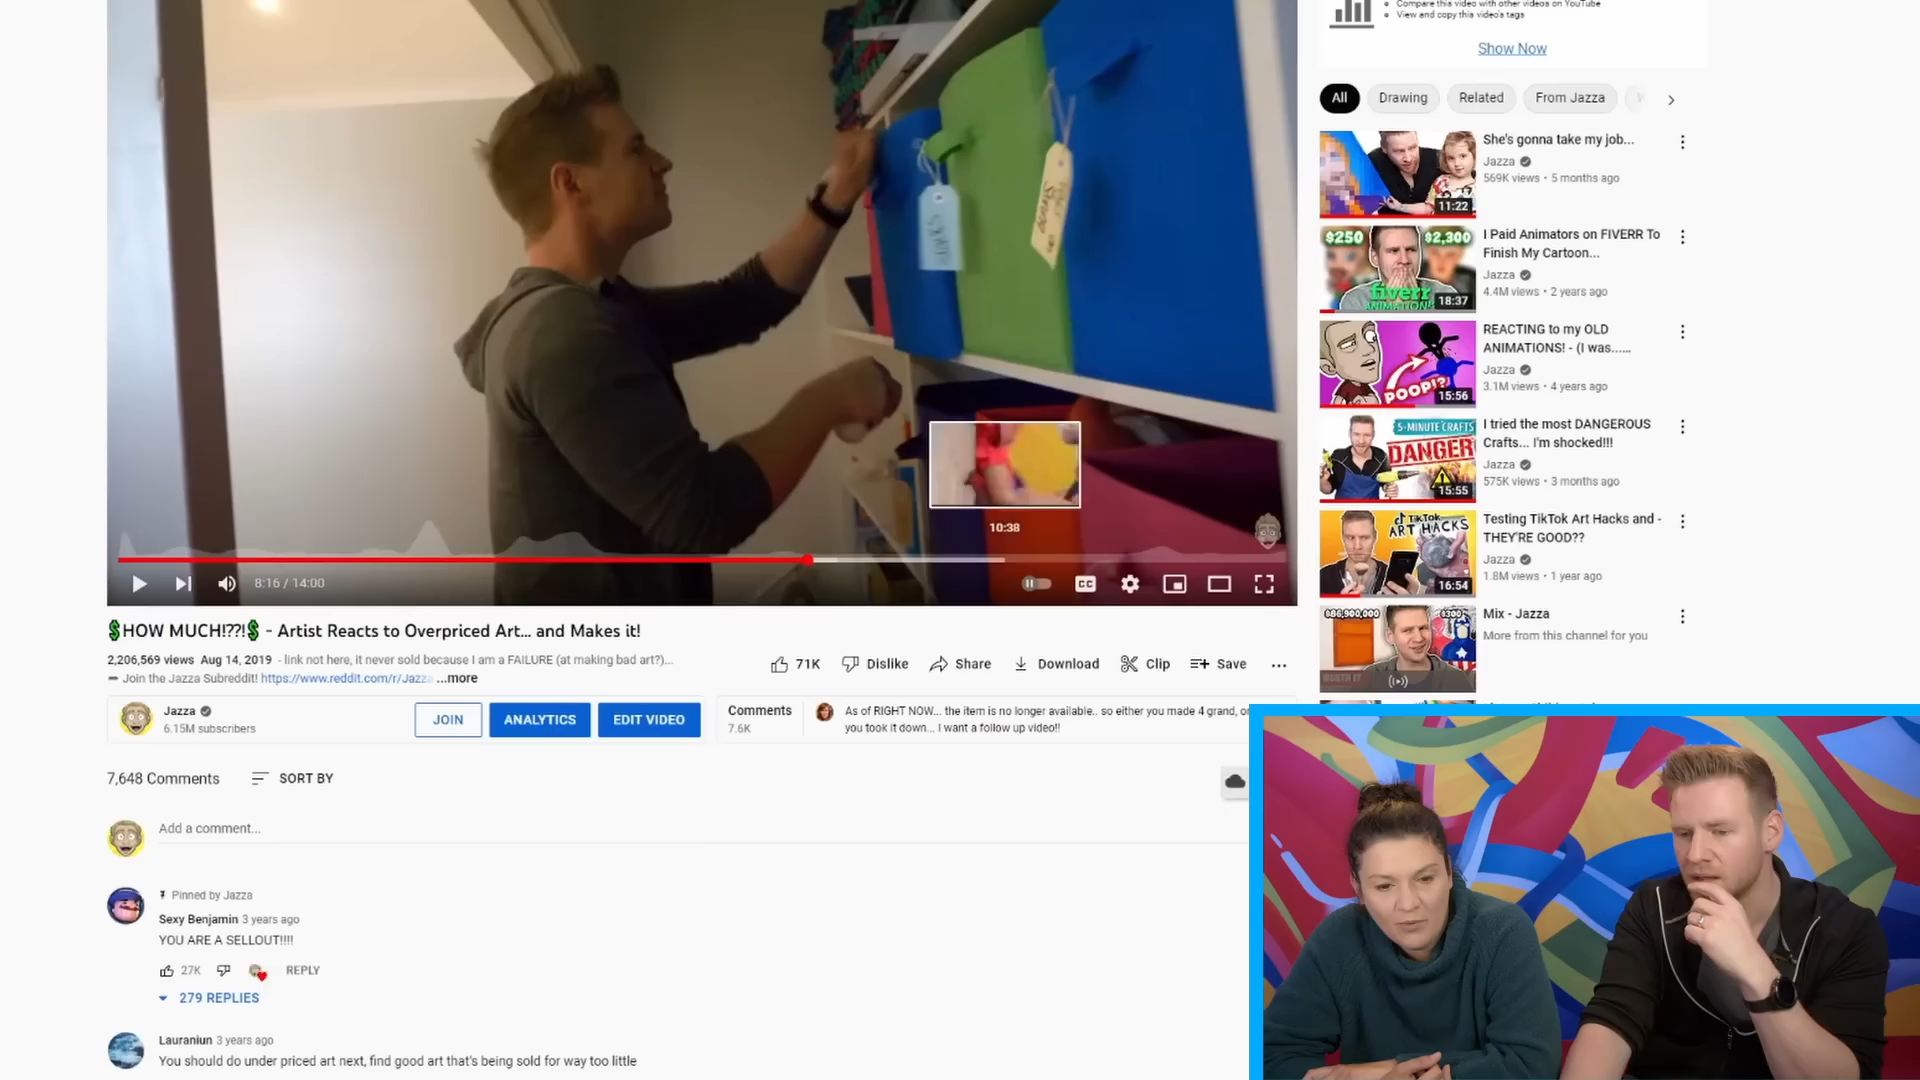 Compare this video with other videos on YouTube
View and copy this video's tags
Show Now
All
Drawing
Related
From Jazza
10:38
8:16 / 14:00
CC
$HOW MUCH!??!$ - Artist Reacts to Overpriced Art... and Makes it!
2,206,569 views Aug 14, 2019 - link not here, it never sold because I am a FAILURE (at making bad art?)...
Join the Jazza Subreddit! https://www.reddit.com/r/Jazza ...more
71K
Dislike
Share
Download
Clip
Save
Jazza
6.15M subscribers
JOIN
ANALYTICS
EDIT VIDEO
Comments
7.6K
As of RIGHT NOW... the item is no longer available.. so either you made 4 grand, or
you took it down... I want a follow up video!!
7,648 Comments
SORT BY
Add a comment...
Pinned by Jazza
Sexy Benjamin 3 years ago
YOU ARE A SELLOUT!!!!
27K
REPLY
279 REPLIES
Lauraniun 3 years ago
You should do under priced art next, find good art that's being sold for way too little
She's gonna take my job...
Jazza
569K views • 5 months ago
11:22
I Paid Animators on FIVERR To
Finish My Cartoon...
Jazza
4.4M views • 2 years ago
$250
$2,300
fiverr
ANIMATION!
18:37
REACTING to my OLD
ANIMATIONS! - (I was......
Jazza
3.1M views • 4 years ago
POOP!?
15:56
I tried the most DANGEROUS
Crafts... I'm shocked!!!
Jazza
575K views • 3 months ago
5-MINUTE CRAFTS
DANGER
15:55
Testing TikTok Art Hacks and -
THEY'RE GOOD??
Jazza
1.8M views • 1 year ago
TikTok
ART HACKS
16:54
Mix - Jazza
More from this channel for you
$86,900,000
$300
WORTH IT